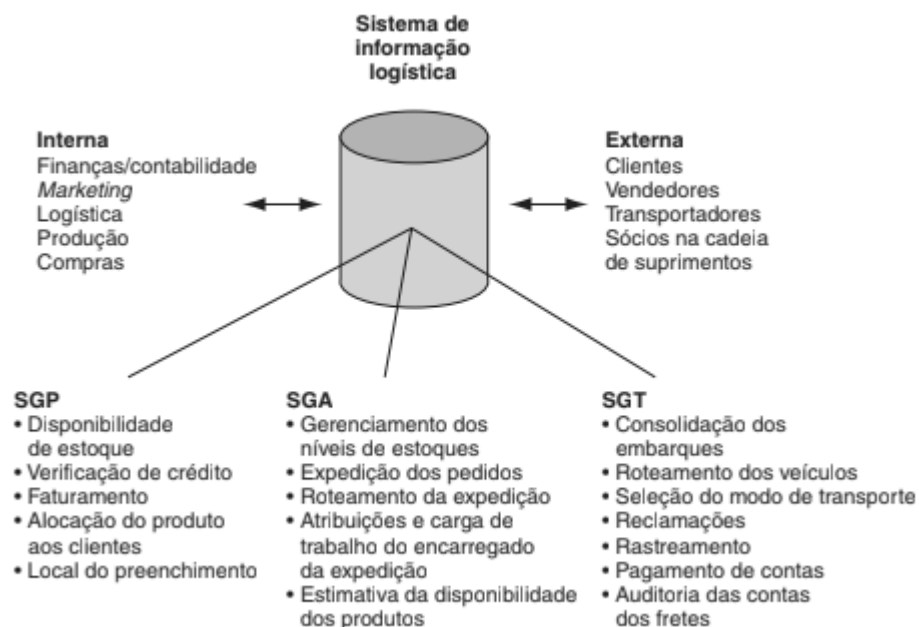 Sistema de
informação
logística
Interna
Finanças/contabilidade
Marketing
Logística
Produção
Compras
Externa
Clientes
Vendedores
Transportadores
Sócios na cadeia
de suprimentos
SGP
• Disponibilidade
de estoque
• Verificação de crédito
• Faturamento
• Alocação do produto
aos clientes
• Local do preenchimento
SGA
• Gerenciamento dos
níveis de estoques
• Expedição dos pedidos
• Roteamento da expedição
• Atribuições e carga de
trabalho do encarregado
da expedição
• Estimativa da disponibilidade
dos produtos
SGT
• Consolidação dos
embarques
• Roteamento dos veículos
• Seleção do modo de transporte
• Reclamações
• Rastreamento
• Pagamento de contas
• Auditoria das contas
dos fretes